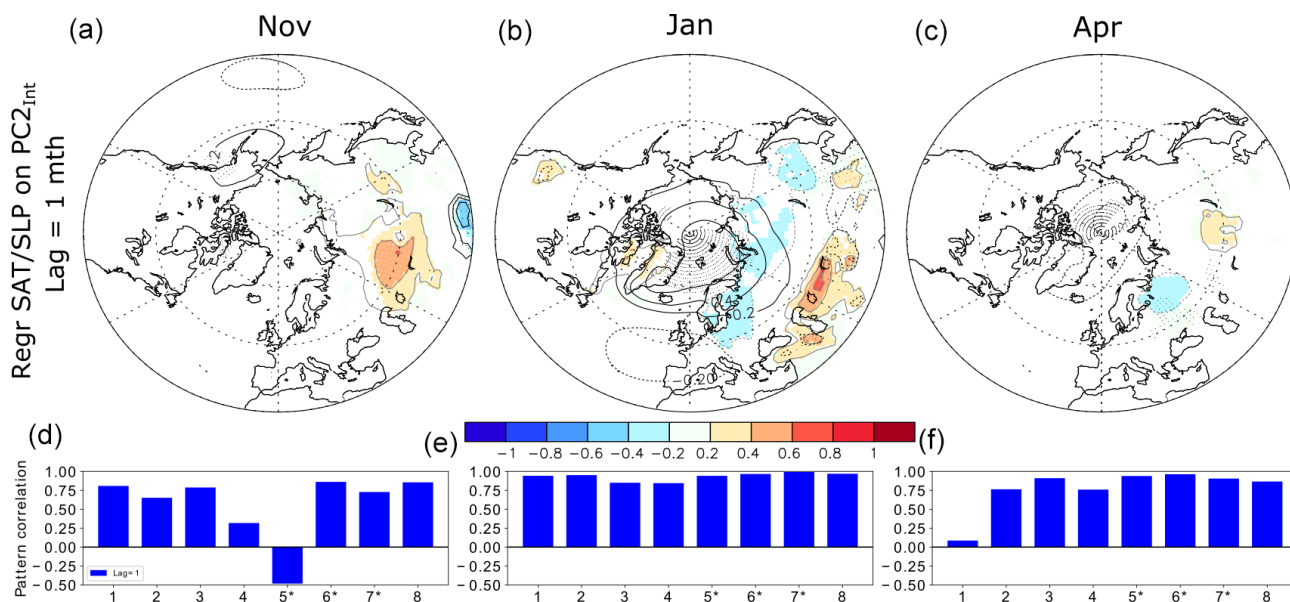 (a) Nov (b) Jan (c) Apr
Regr SAT/SLP on PC2Int
Lag = 1 mth
-0.2
-0.20
(d) (e) (f)
-1 -0.8 -0.6 -0.4 -0.2 0.2 0.4 0.6 0.8 1
Pattern correlation
1.00 1.00 1.00
0.75 0.75 0.75
0.50 0.50 0.50
0.25 0.25 0.25
0.00 0.00 0.00
-0.25 -0.25 -0.25
-0.50 -0.50 -0.50
Lag= 1
1 2 3 4 5* 6* 7* 8 1 2 3 4 5* 6* 7* 8 1 2 3 4 5* 6* 7* 8